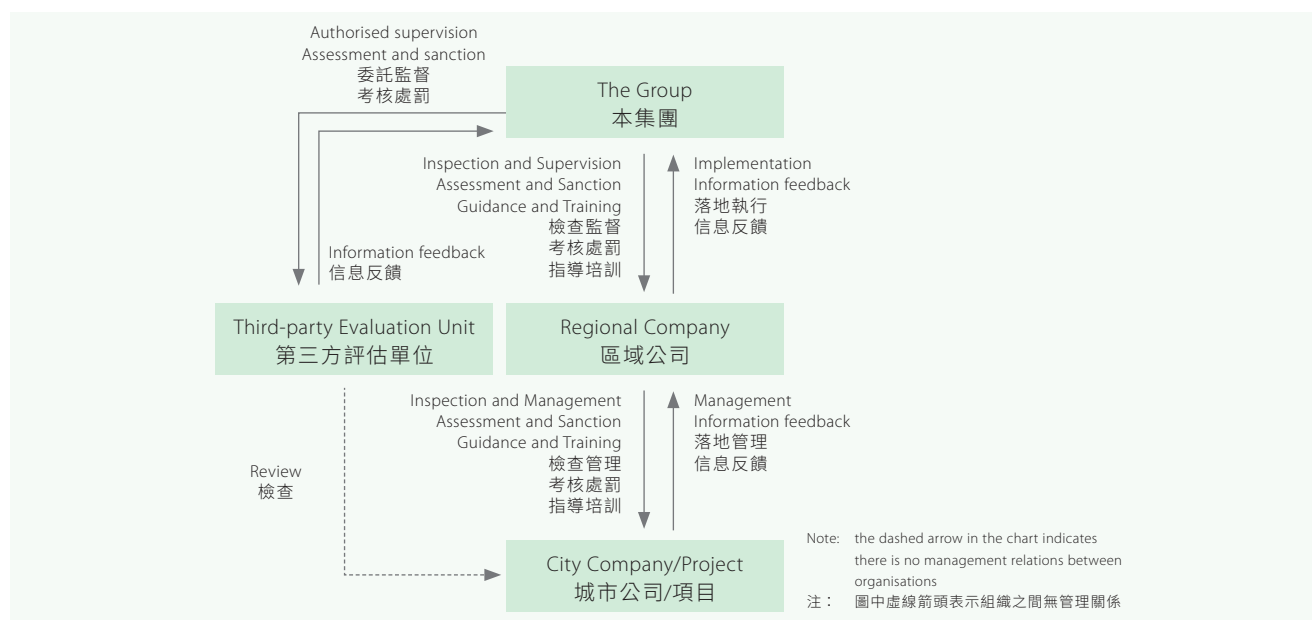 Authorised supervision
Assessment and sanction
委託監督
考核處罰
The Group
本集團
Inspection and Supervision
Assessment and Sanction
Guidance and Training
檢查監督
考核處罰
指導培訓
Implementation
Information feedback
落地執行
信息反饋
Information feedback
信息反饋
Third-party Evaluation Unit
第三方評估單位
Regional Company
區域公司
Inspection and Management
Assessment and Sanction
Guidance and Training
檢查管理
考核處罰
指導培訓
Management
Information feedback
落地管理
信息反饋
Review
檢查
City Company/Project
城市公司/項目
Note: the dashed arrow in the chart indicates
there is no management relations between
organisations
注： 圖中虛線箭頭表示組織之間無管理關係